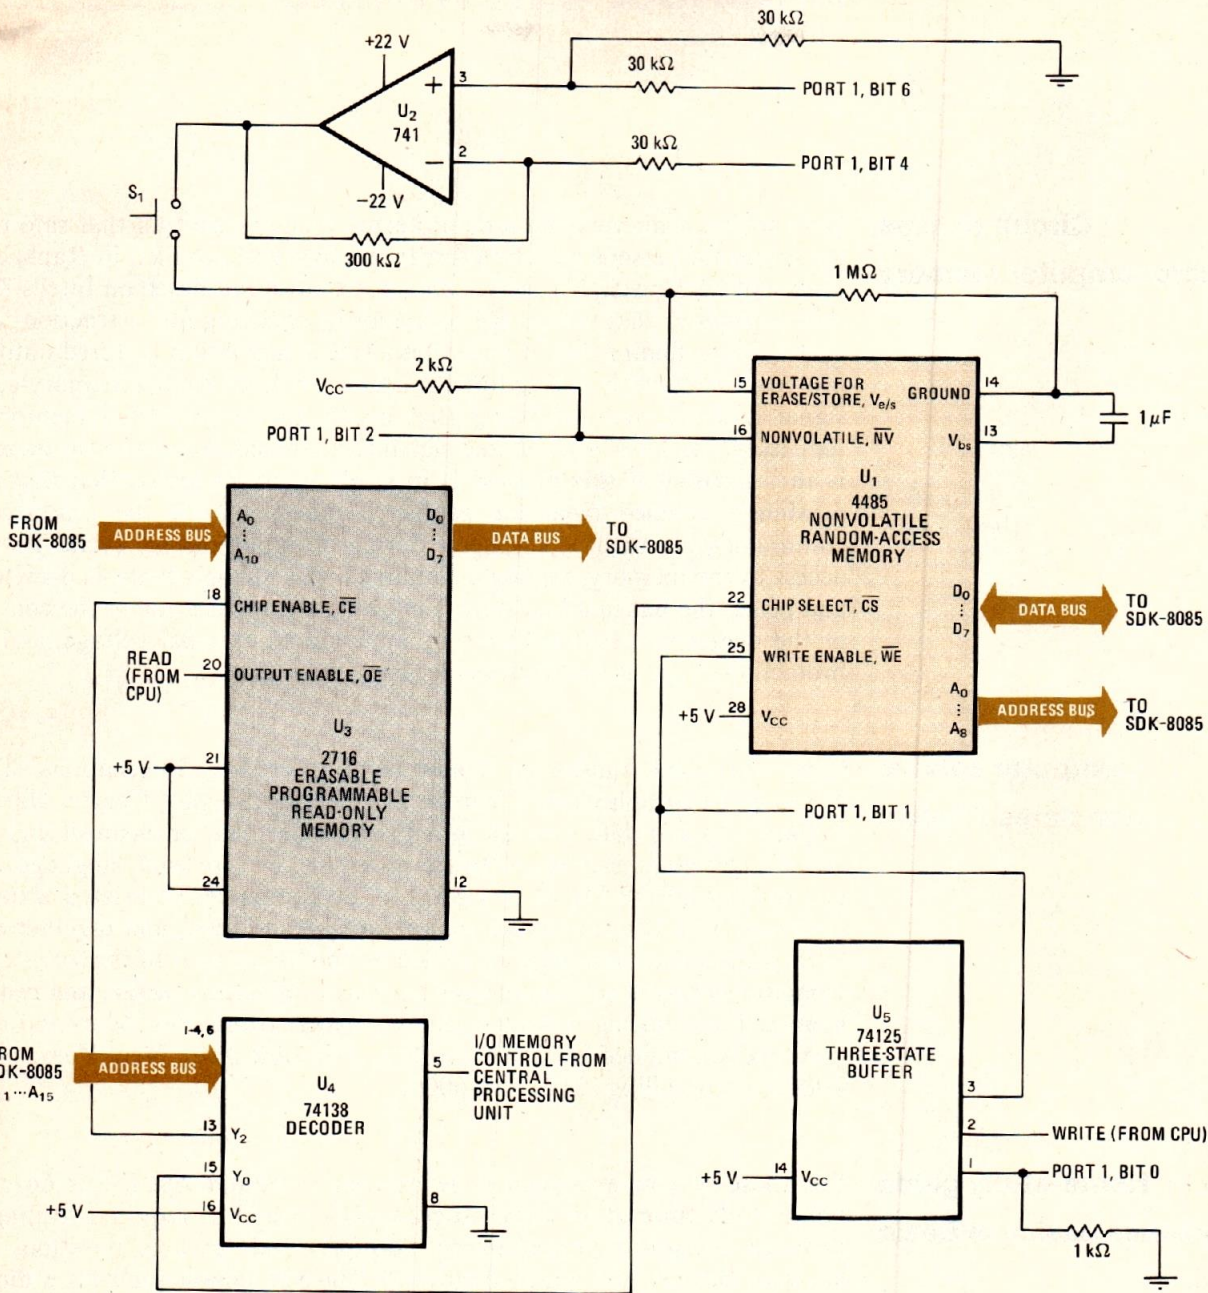 30 kΩ
+22 V
30 kΩ
3
+
PORT 1, BIT 6
U2
741
30 kΩ
2
−
PORT 1, BIT 4
−22 V
S1
300 kΩ
1 MΩ
2 kΩ
VCC
15
VOLTAGE FOR
ERASE/STORE, Ve/s
GROUND
14
1 μF
PORT 1, BIT 2
16
NONVOLATILE, NV
Vbs
13
U1
4485
NONVOLATILE
RANDOM-ACCESS
MEMORY
FROM
SDK-8085
ADDRESS BUS
A0
⋮
A10
D0
⋮
D7
DATA BUS
TO
SDK-8085
18
CHIP ENABLE, CE
22
CHIP SELECT, CS
D0
⋮
D7
DATA BUS
TO
SDK-8085
READ
(FROM
CPU)
20
OUTPUT ENABLE, OE
25
WRITE ENABLE, WE
+5 V
28
VCC
A0
⋮
A8
ADDRESS BUS
TO
SDK-8085
U3
2716
ERASABLE
PROGRAMMABLE
READ-ONLY
MEMORY
+5 V
21
24
12
PORT 1, BIT 1
U5
74125
THREE-STATE
BUFFER
3
2
WRITE (FROM CPU)
1
PORT 1, BIT 0
+5 V
14
VCC
1 kΩ
1-4, 6
ROM
DK-8085
1...A15
ADDRESS BUS
U4
74138
DECODER
5
I/O MEMORY
CONTROL FROM
CENTRAL
PROCESSING
UNIT
13
Y2
15
Y0
+5 V
16
VCC
8